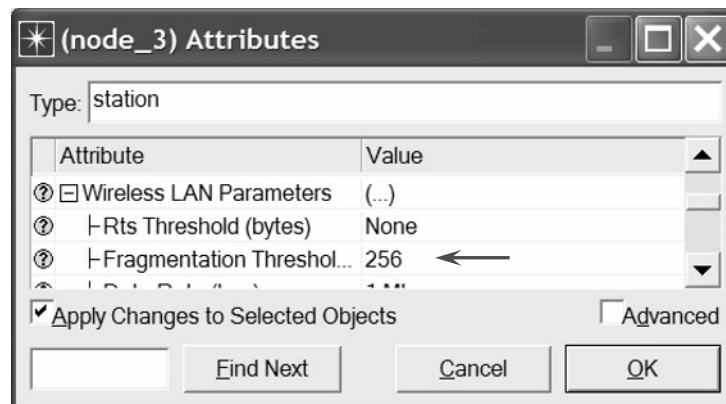 (node_3) Attributes
Type: station
Attribute Value
Wireless LAN Parameters (...)
Rts Threshold (bytes) None
Fragmentation Threshol... 256
Apply Changes to Selected Objects Advanced
Find Next Cancel OK